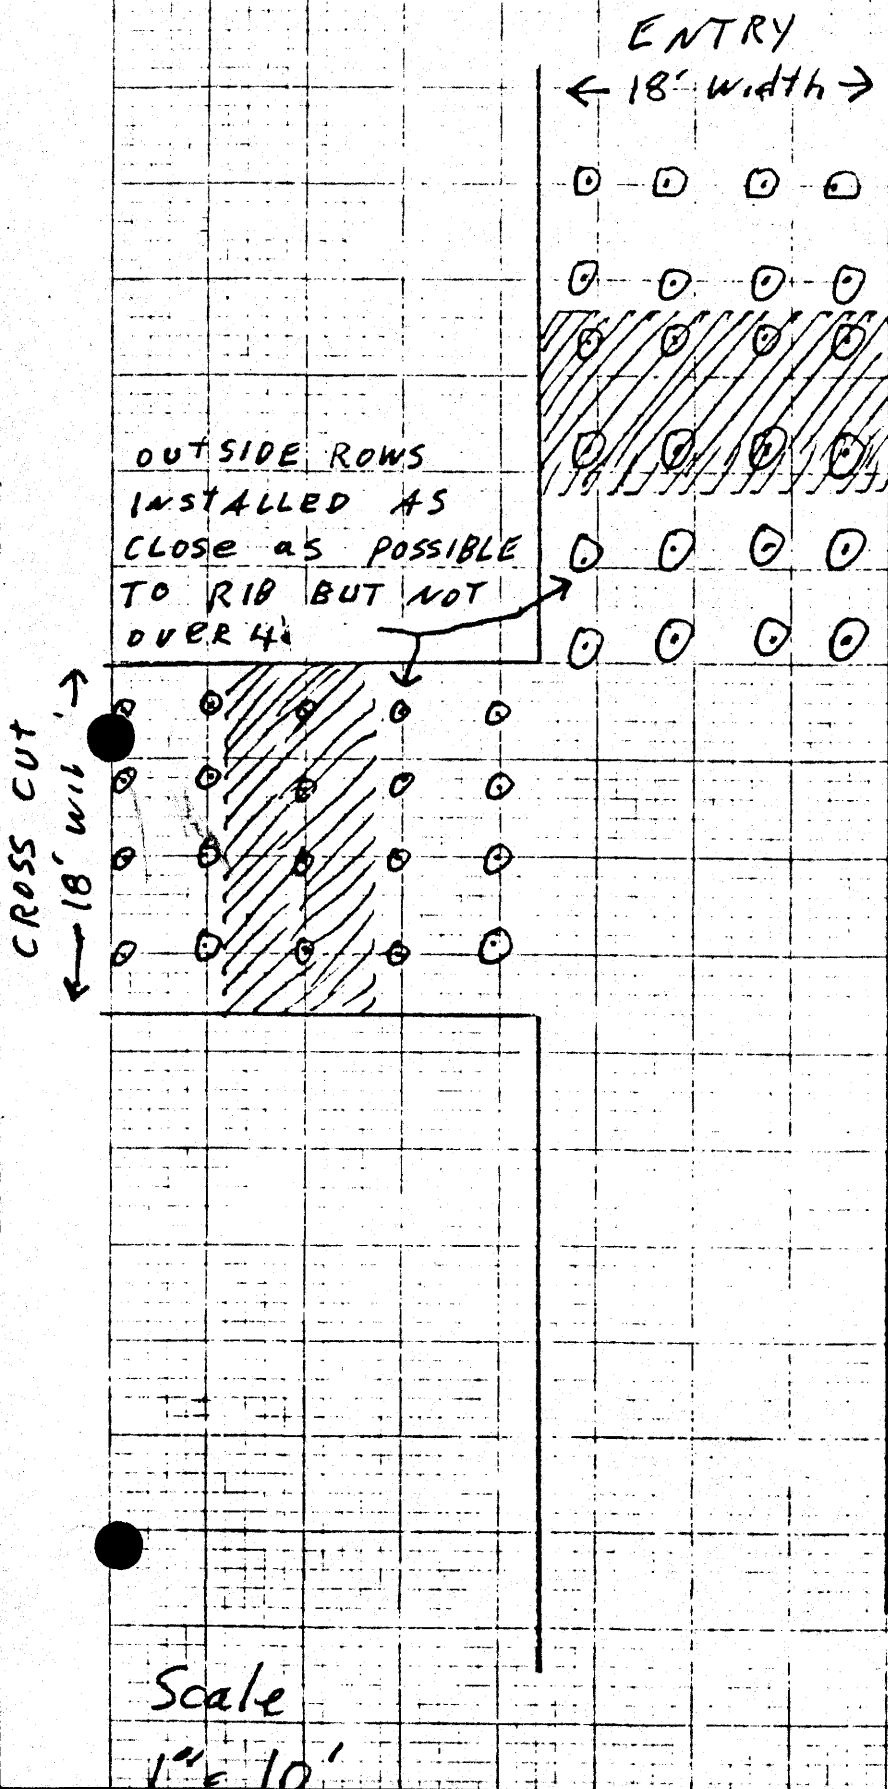 ENTRY
← 18' width →
OUTSIDE ROWS
INSTALLED AS
CLOSE as POSSIBLE
TO RIB BUT NOT
OVER 4'
CROSS CUT
← 18' →
Scale
1" = 10'